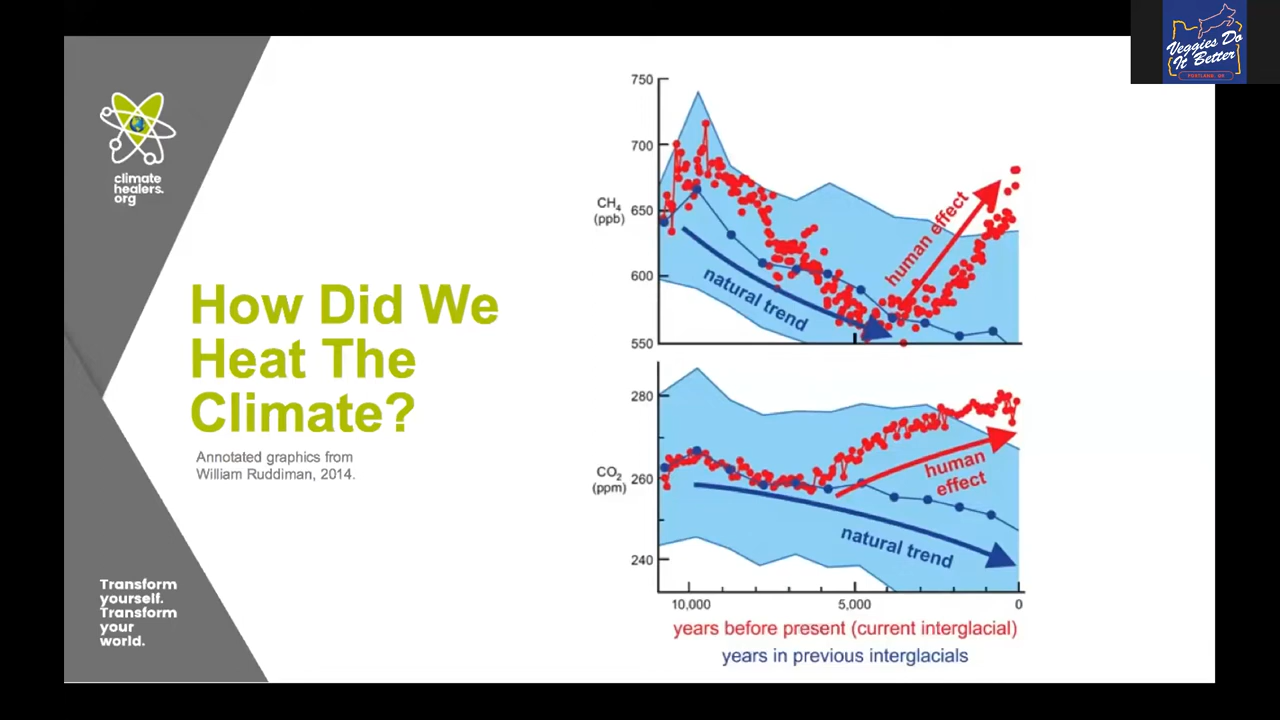 Veggies Do
It Better
PORTLAND, OR
climate
healers.
org
How Did We
Heat The
Climate?
Annotated graphics from
William Ruddiman, 2014.
Transform
yourself.
Transform
your
world.
750
700
650
600
550
CH₄
(ppb)
human effect
natural trend
280
260
240
CO₂
(ppm)
human
effect
natural trend
10,000 5,000 0
years before present (current interglacial)
years in previous interglacials